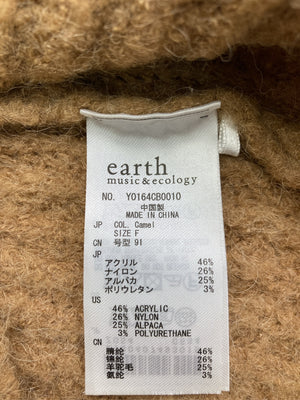 earth
music&ecology
NO. Y0164CB0010
中国製
MADE IN CHINA
JP COL. Camel
SIZE F
CN 号型 9I
JP
アクリル 46%
ナイロン 26%
アルパカ 25%
ポリウレタン 3%
US
46% ACRYLIC
26% NYLON
25% ALPACA
3% POLYURETHANE
CN
腈纶 46%
锦纶 26%
羊驼毛 25%
氨纶 3%